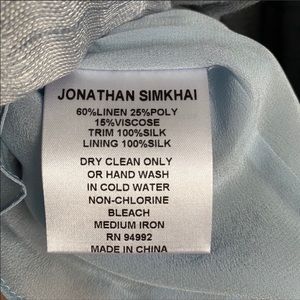 JONATHAN SIMKHAI
60%LINEN 25%POLY
15%VISCOSE
TRIM 100%SILK
LINING 100%SILK
DRY CLEAN ONLY
OR HAND WASH
IN COLD WATER
NON-CHLORINE
BLEACH
MEDIUM IRON
RN 94992
MADE IN CHINA